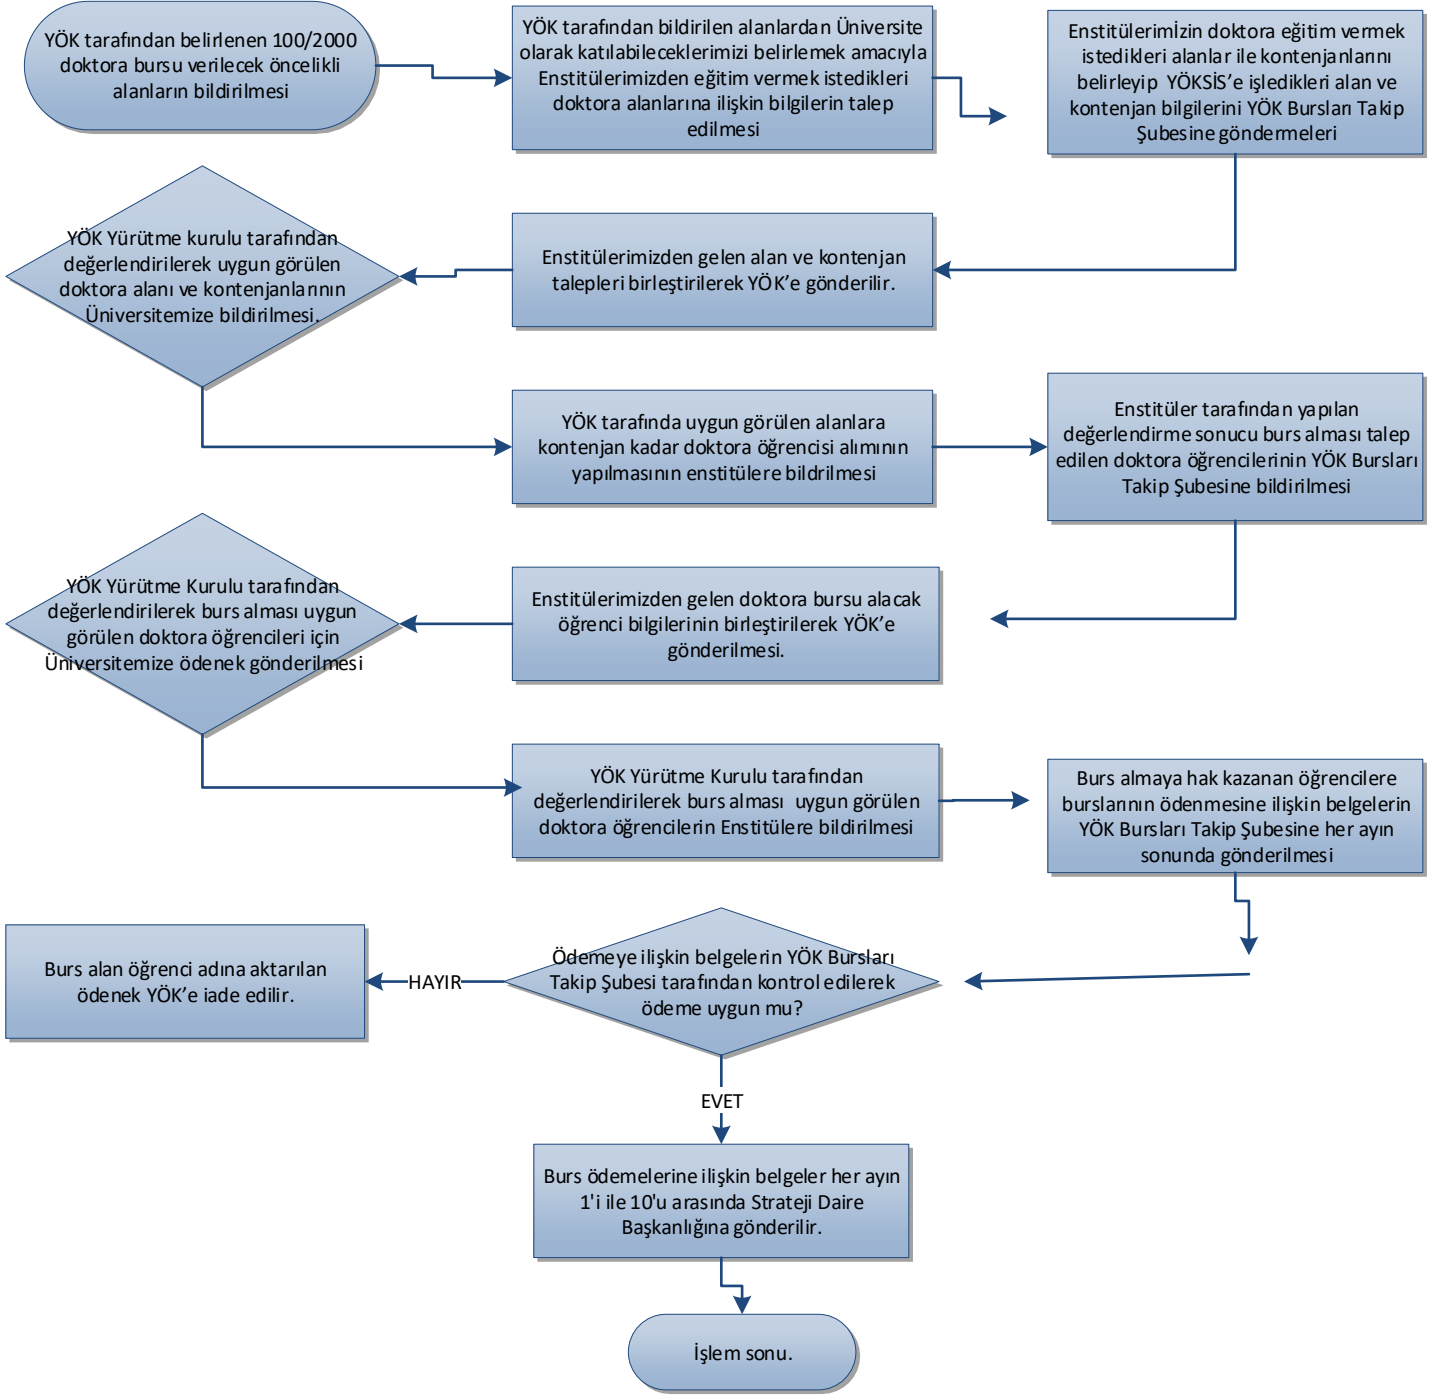 YÖK tarafından belirlenen 100/2000
doktora bursu verilecek öncelikli
alanların bildirilmesi
YÖK tarafından bildirilen alanlardan Üniversite
olarak katılabileceklerimizi belirlemek amacıyla
Enstitülerimizden eğitim vermek istedikleri
doktora alanlarına ilişkin bilgilerin talep
edilmesi
Enstitülerimİzin doktora eğitim vermek
istedikleri alanlar ile kontenjanlarını
belirleyip YÖKSİS’e işledikleri alan ve
kontenjan bilgilerini YÖK Bursları Takip
Şubesine göndermeleri
YÖK Yürütme kurulu tarafından
değerlendirilerek uygun görülen
doktora alanı ve kontenjanlarının
Üniversitemize bildirilmesi.
Enstitülerimizden gelen alan ve kontenjan
talepleri birleştirilerek YÖK’e gönderilir.
YÖK tarafında uygun görülen alanlara
kontenjan kadar doktora öğrencisi alımının
yapılmasının enstitülere bildrilmesi
Enstitüler tarafından yapılan
değerlendirme sonucu burs alması talep
edilen doktora öğrencilerinin YÖK Bursları
Takip Şubesine bildirilmesi
YÖK Yürütme Kurulu tarafından
değerlendirilerek burs alması uygun
görülen doktora öğrencileri için
Üniversitemize ödenek gönderilmesi
Enstitülerimizden gelen doktora bursu alacak
öğrenci bilgilerinin birleştirilerek YÖK’e
gönderilmesi.
YÖK Yürütme Kurulu tarafından
değerlendirilerek burs alması uygun görülen
doktora öğrencilerin Enstitülere bildirilmesi
Burs almaya hak kazanan öğrencilere
burslarının ödenmesine ilişkin belgelerin
YÖK Bursları Takip Şubesine her ayın
sonunda gönderilmesi
Burs alan öğrenci adına aktarılan
ödenek YÖK’e iade edilir.
HAYIR
Ödemeye ilişkin belgelerin YÖK Bursları
Takip Şubesi tarafından kontrol edilerek
ödeme uygun mu?
EVET
Burs ödemelerine ilişkin belgeler her ayın
1'i ile 10'u arasında Strateji Daire
Başkanlığına gönderilir.
İşlem sonu.